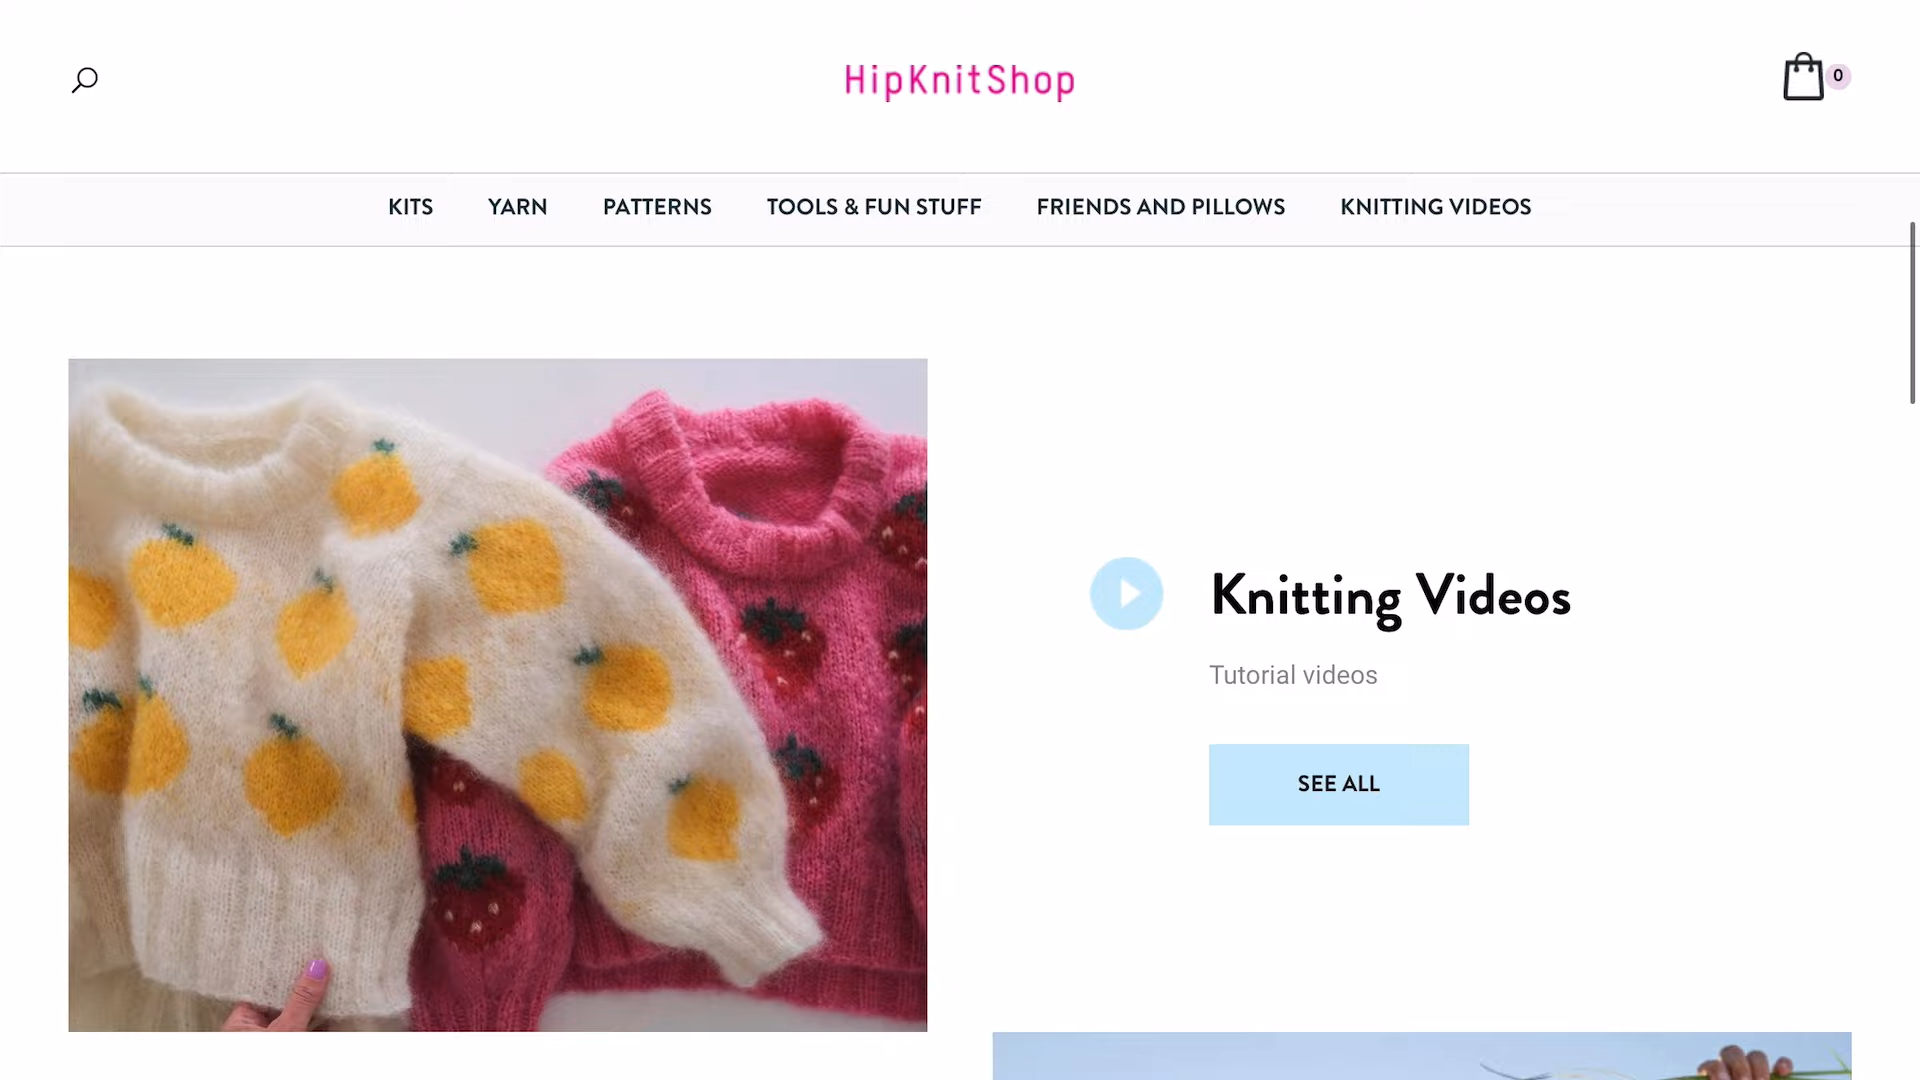 HipKnitShop
0
KITS YARN PATTERNS TOOLS & FUN STUFF FRIENDS AND PILLOWS KNITTING VIDEOS
Knitting Videos
Tutorial videos
SEE ALL